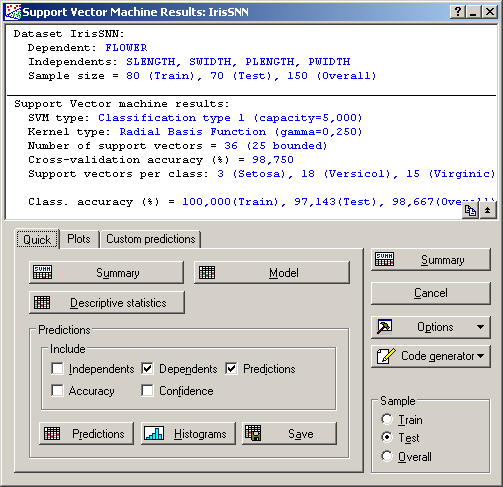 Support Vector Machine Results: IrisSNN
Dataset IrisSNN:
Dependent: FLOWER
Independents: SLENGTH, SWIDTH, PLENGTH, PWIDTH
Sample size = 80 (Train), 70 (Test), 150 (Overall)
Support Vector machine results:
SVM type: Classification type 1 (capacity=5,000)
Kernel type: Radial Basis Function (gamma=0,250)
Number of support vectors = 36 (25 bounded)
Cross-validation accuracy (%) = 98,750
Support vectors per class: 3 (Setosa), 18 (Versicol), 15 (Virginic)
Class. accuracy (%) = 100,000(Train), 97,143(Test), 98,667(Overall)
Quick Plots Custom predictions
Summary Model
Descriptive statistics
Predictions
Include
Independents Dependents Predictions
Accuracy Confidence
Predictions Histograms Save
Summary
Cancel
Options
Code generator
Sample
Train
Test
Overall